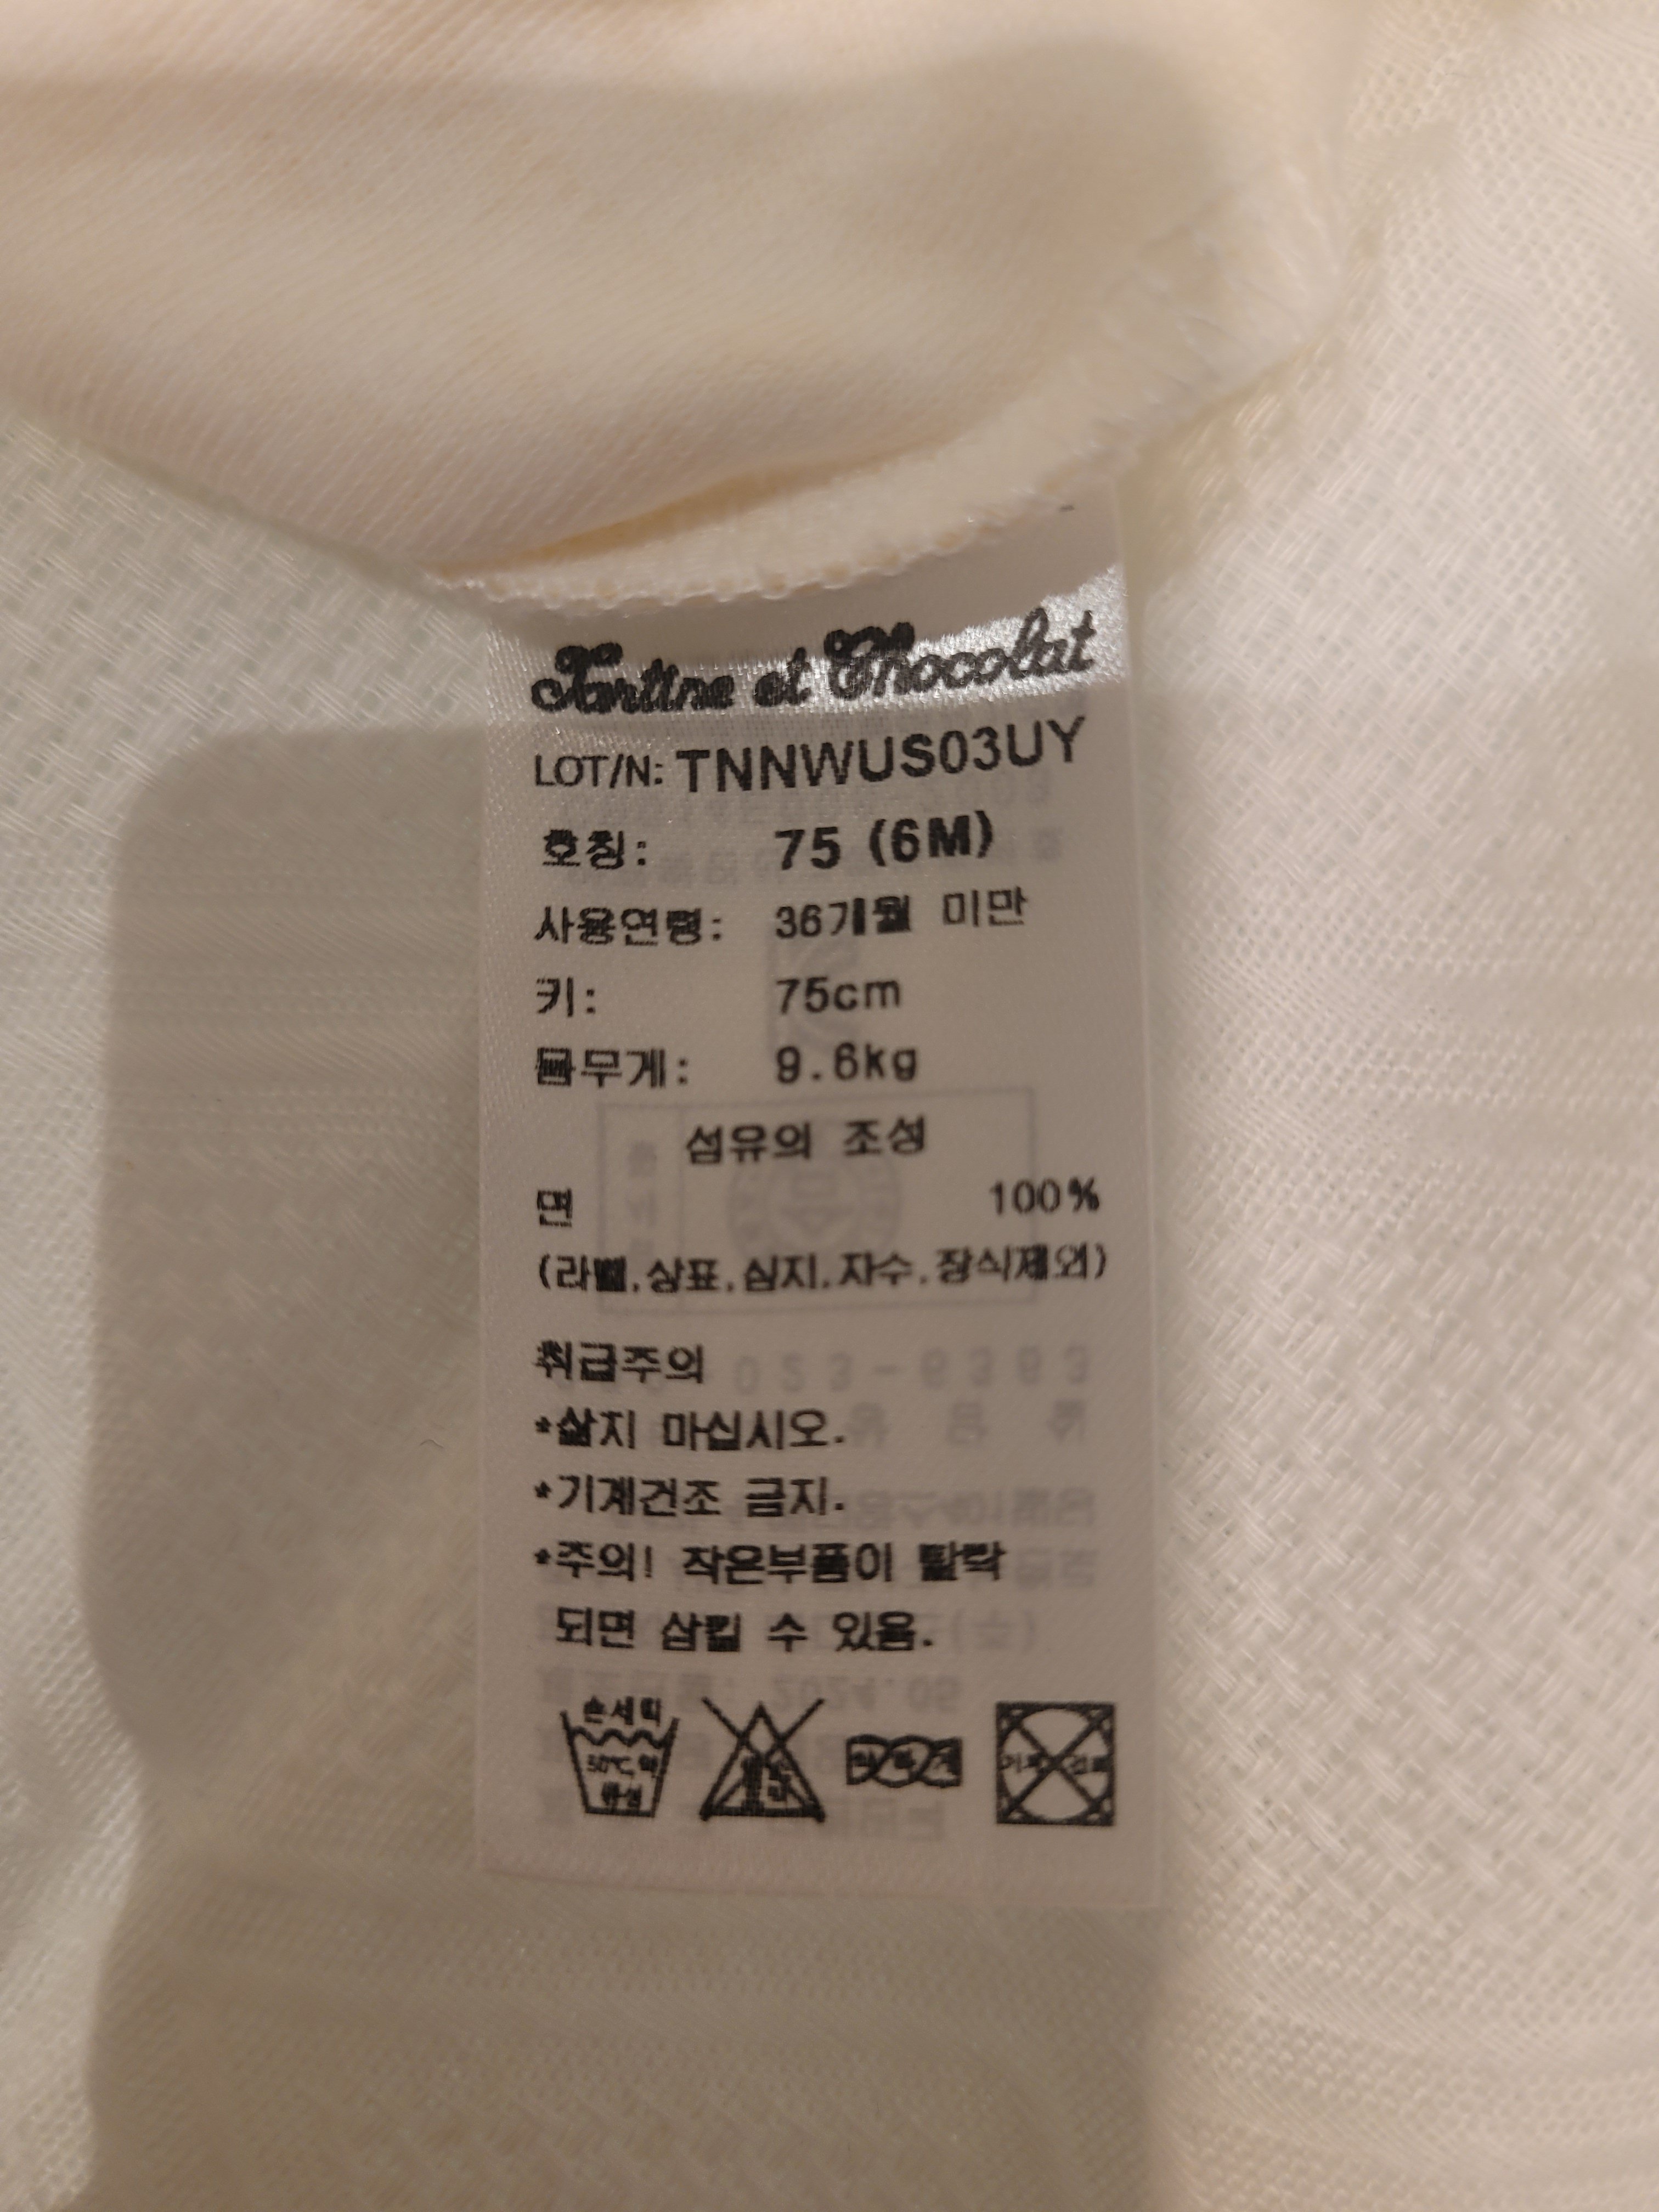 Tartine et Chocolat
LOT/N: TNNWUS03UY
호칭: 75 (6M)
사용연령: 36개월 미만
키: 75cm
몸무게: 9.6kg
섬유의 조성
면 100%
(라벨,상표,심지,자수,장식제외)
취급주의
*삶지 마십시오.
*기계건조 금지.
*주의! 작은부품이 탈락
되면 삼킬 수 있음.
손세탁
약하게